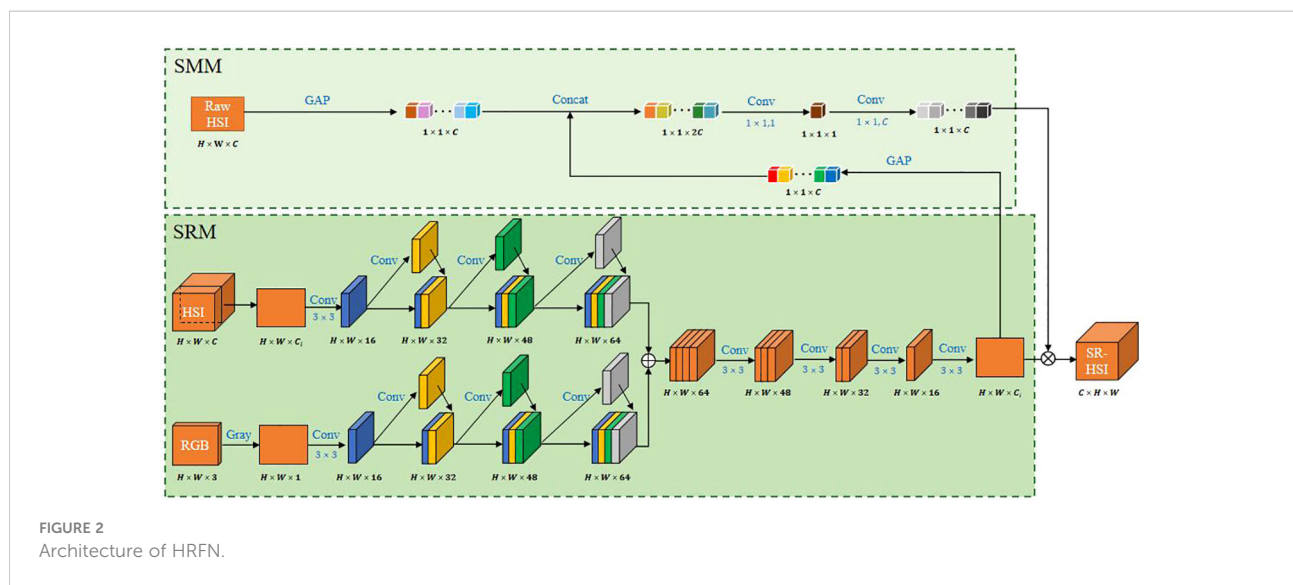 SMM
Raw
HSI
H × W × C
GAP
1 × 1 × C
Concat
1 × 1 × 2C
Conv
1 × 1,1
1 × 1 × 1
Conv
1 × 1, C
1 × 1 × C
GAP
1 × 1 × C
SRM
HSI
H × W × C
H × W × Cᵢ
Conv
3 × 3
H × W × 16
Conv
H × W × 32
Conv
H × W × 48
Conv
H × W × 64
RGB
H × W × 3
Gray
H × W × 1
Conv
3 × 3
H × W × 16
Conv
H × W × 32
Conv
H × W × 48
Conv
H × W × 64
H × W × 64
Conv
3 × 3
H × W × 48
Conv
3 × 3
H × W × 32
Conv
3 × 3
H × W × 16
Conv
3 × 3
H × W × Cᵢ
SR-
HSI
C × H × W
FIGURE 2
Architecture of HRFN.